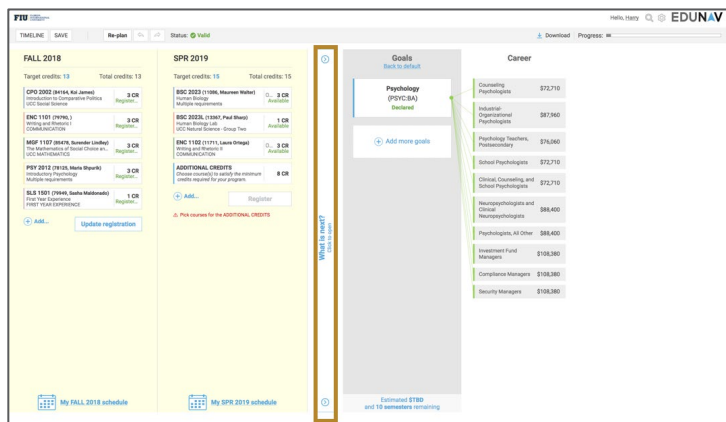 FIU
Hello, Harry
EDUNAV
TIMELINE SAVE
Re-plan
Status: Valid
Download Progress:
FALL 2018
Target credits: 13 Total credits: 13
CPO 2002 (84164, Kol James)
Introduction to Comparative Politics
UCC Social Science
3 CR
Register...
ENC 1101 (79790, )
Writing and Rhetoric I
COMMUNICATION
3 CR
Register...
MGF 1107 (85478, Surender Lindley)
The Mathematics of Social Choice an...
UCC MATHEMATICS
3 CR
Register...
PSY 2012 (78125, Maria Shpurik)
Introductory Psychology
Multiple requirements
3 CR
Register...
SLS 1501 (79949, Sasha Maldonado)
First Year Experience
FIRST YEAR EXPERIENCE
1 CR
Register...
Add...
Update registration
My FALL 2018 schedule
SPR 2019
Target credits: 15 Total credits: 15
BSC 2023 (11086, Maureen Walter)
Human Biology
Multiple requirements
0... 3 CR
Available
BSC 2023L (13367, Paul Sharp)
Human Biology Lab
UCC Natural Science - Group Two
1 CR
Available
ENC 1102 (11711, Laura Ortega)
Writing and Rhetoric II
COMMUNICATION
0... 3 CR
Available
ADDITIONAL CREDITS
Choose course(s) to satisfy the minimum
credits required for your program.
8 CR
Add...
Register
Pick courses for the ADDITIONAL CREDITS
My SPR 2019 schedule
What is next?
Click to open
Goals
Back to default
Psychology
(PSYC:BA)
Declared
Add more goals
Estimated $TBD
and 10 semesters remaining
Career
Counseling
Psychologists
$72,710
Industrial-
Organizational
Psychologists
$87,960
Psychology Teachers,
Postsecondary
$76,060
School Psychologists
$72,710
Clinical, Counseling, and
School Psychologists
$72,710
Neuropsychologists and
Clinical
Neuropsychologists
$88,400
Psychologists, All Other
$88,400
Investment Fund
Managers
$108,380
Compliance Managers
$108,380
Security Managers
$108,380